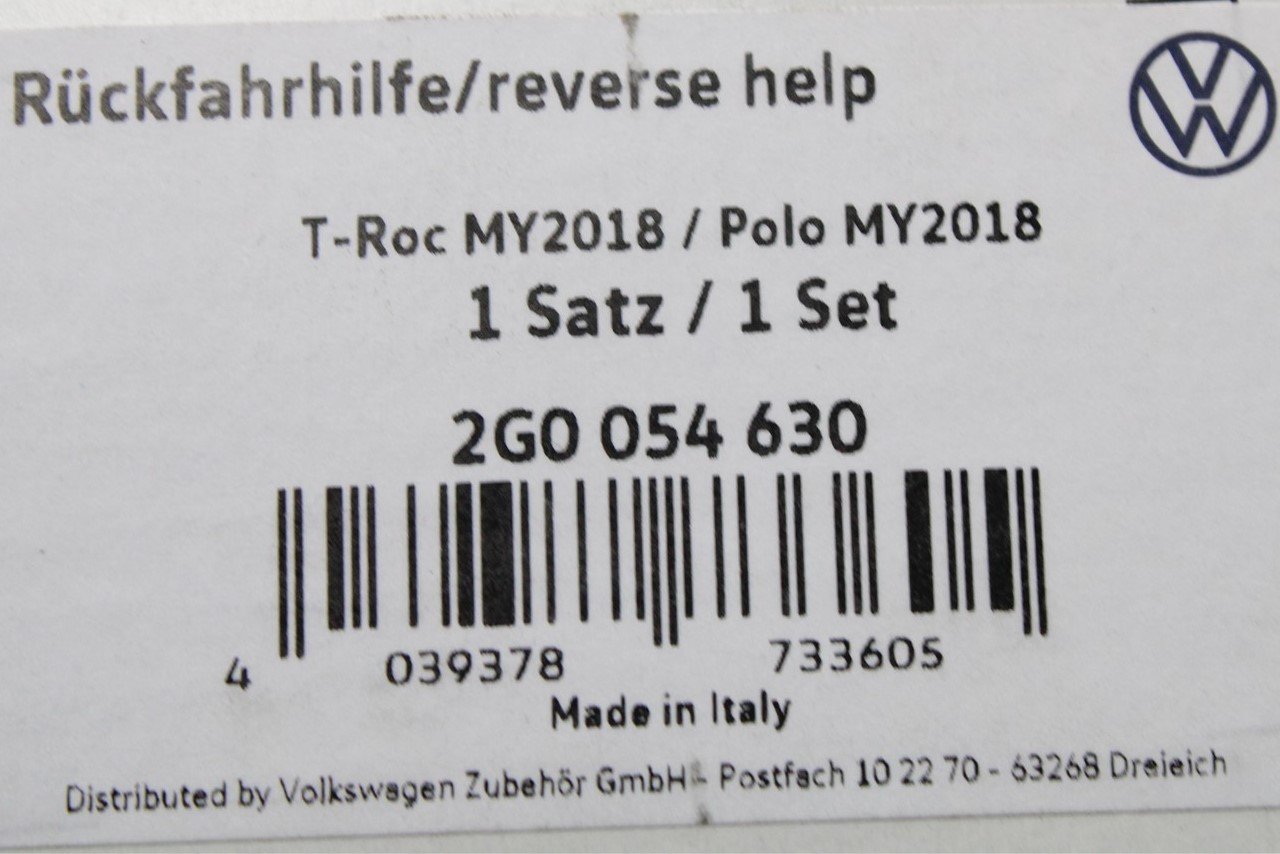 Rückfahrhilfe/reverse help
T-Roc MY2018 / Polo MY2018
1 Satz / 1 Set
2G0 054 630
4 039378 733605
Made in Italy
Distributed by Volkswagen Zubehör GmbH - Postfach 10 22 70 - 63268 Dreieich